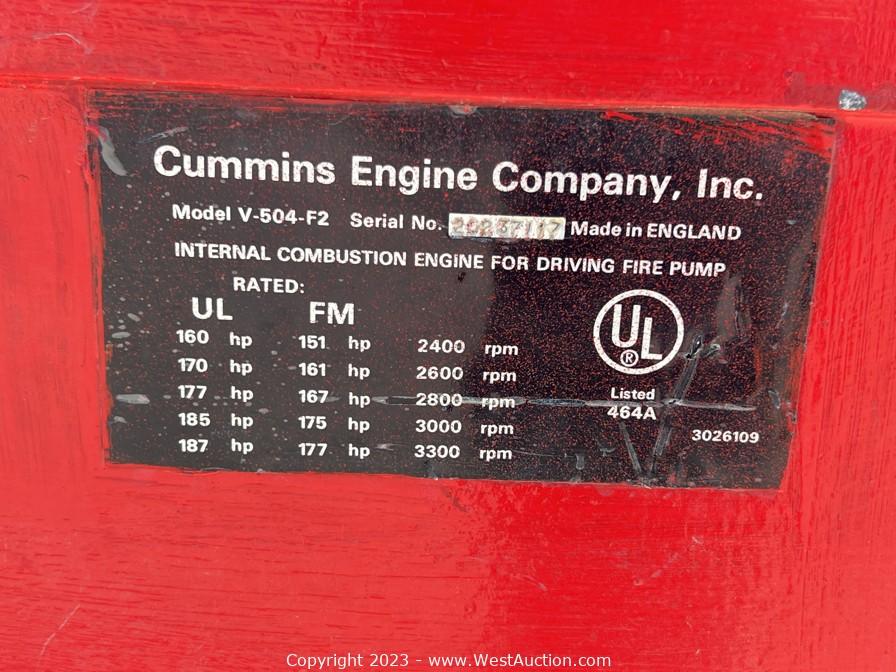 Cummins Engine Company, Inc.
Model V-504-F2 Serial No. 20237117 Made in ENGLAND
INTERNAL COMBUSTION ENGINE FOR DRIVING FIRE PUMP
RATED:
UL FM
160 hp 151 hp 2400 rpm
170 hp 161 hp 2600 rpm
177 hp 167 hp 2800 rpm
185 hp 175 hp 3000 rpm
187 hp 177 hp 3300 rpm
UL ®
Listed
464A
3026109
Copyright 2023 - www.WestAuction.com